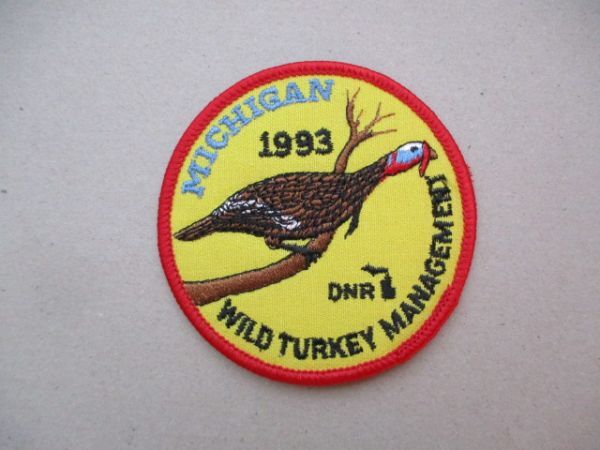 MICHIGAN
1993
DNR
WILD TURKEY MANAGEMENT